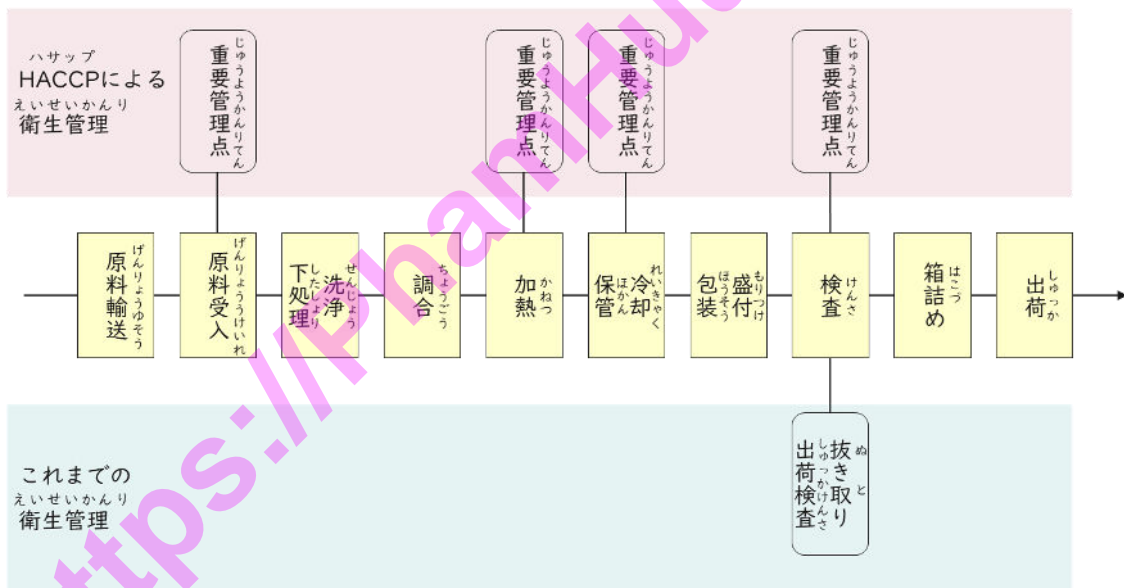 ハサップ
HACCPによる
えいせいかんり
衛生管理
じゅうようかんりてん
重要管理点
じゅうようかんりてん
重要管理点
じゅうようかんりてん
重要管理点
じゅうようかんりてん
重要管理点
げんりょうゆそう
原料輸送
げんりょううけいれ
原料受入
せんじょう
洗浄
したしょり
下処理
ちょうごう
調合
かねつ
加熱
れいきゃく
冷却
ほかん
保管
もりつけ
盛付
ほうそう
包装
けんさ
検査
はこづ
箱詰め
しゅっか
出荷
これまでの
えいせいかんり
衛生管理
ぬ と
抜き取り
しゅっかけんさ
出荷検査
ttps://PhamHu